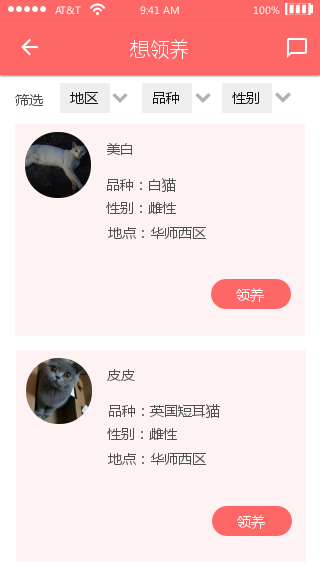 AT&T 9:41 AM 100%
想领养
筛选 地区 品种 性别
美白
品种：白猫
性别：雌性
地点：华师西区
领养
皮皮
品种：英国短耳猫
性别：雌性
地点：华师西区
领养